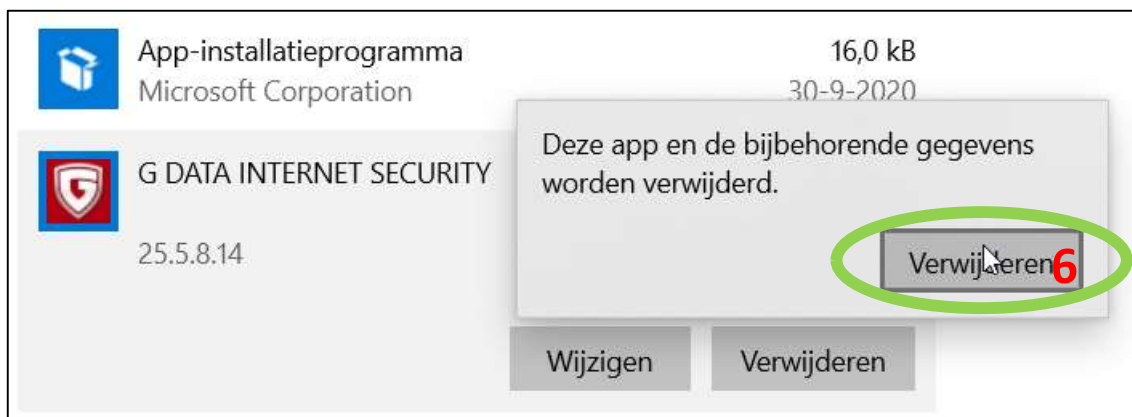 App-installatieprogramma 16,0 kB
Microsoft Corporation 30-9-2020
Deze app en de bijbehorende gegevens
worden verwijderd.
G DATA INTERNET SECURITY
25.5.8.14
Verwijderen 6
Wijzigen Verwijderen